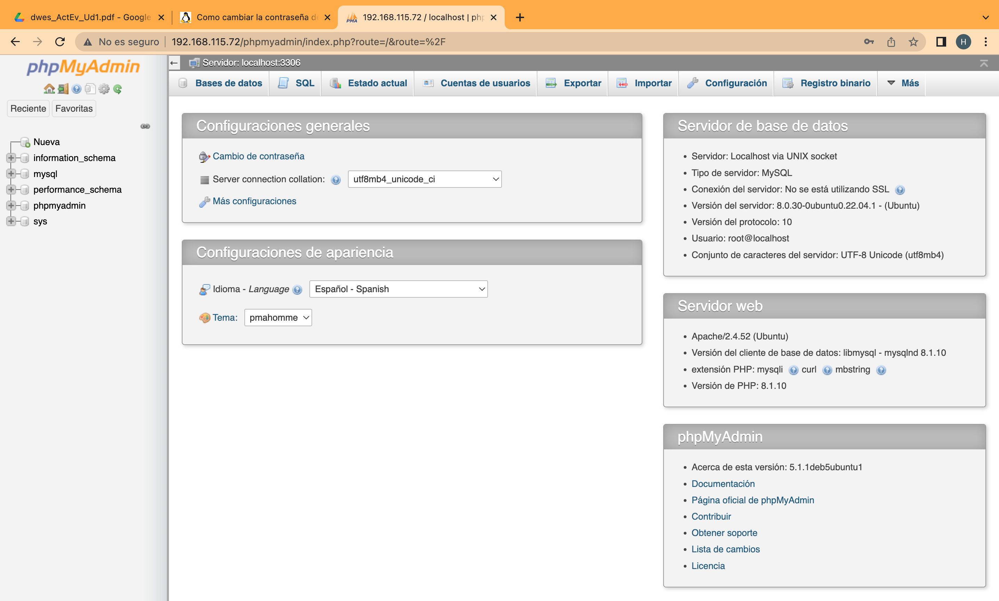 dwes_ActEv_Ud1.pdf - Google
Como cambiar la contraseña de
192.168.115.72 / localhost | php
No es seguro
192.168.115.72/phpmyadmin/index.php?route=/&route=%2F
H
phpMyAdmin
Reciente
Favoritas
Nueva
information_schema
mysql
performance_schema
phpmyadmin
sys
Servidor: localhost:3306
Bases de datos
SQL
Estado actual
Cuentas de usuarios
Exportar
Importar
Configuración
Registro binario
Más
Configuraciones generales
Cambio de contraseña
Server connection collation:
utf8mb4_unicode_ci
Más configuraciones
Configuraciones de apariencia
Idioma - Language
Español - Spanish
Tema:
pmahomme
Servidor de base de datos
Servidor: Localhost via UNIX socket
Tipo de servidor: MySQL
Conexión del servidor: No se está utilizando SSL
Versión del servidor: 8.0.30-0ubuntu0.22.04.1 - (Ubuntu)
Versión del protocolo: 10
Usuario: root@localhost
Conjunto de caracteres del servidor: UTF-8 Unicode (utf8mb4)
Servidor web
Apache/2.4.52 (Ubuntu)
Versión del cliente de base de datos: libmysql - mysqlnd 8.1.10
extensión PHP: mysqli curl mbstring
Versión de PHP: 8.1.10
phpMyAdmin
Acerca de esta versión: 5.1.1deb5ubuntu1
Documentación
Página oficial de phpMyAdmin
Contribuir
Obtener soporte
Lista de cambios
Licencia